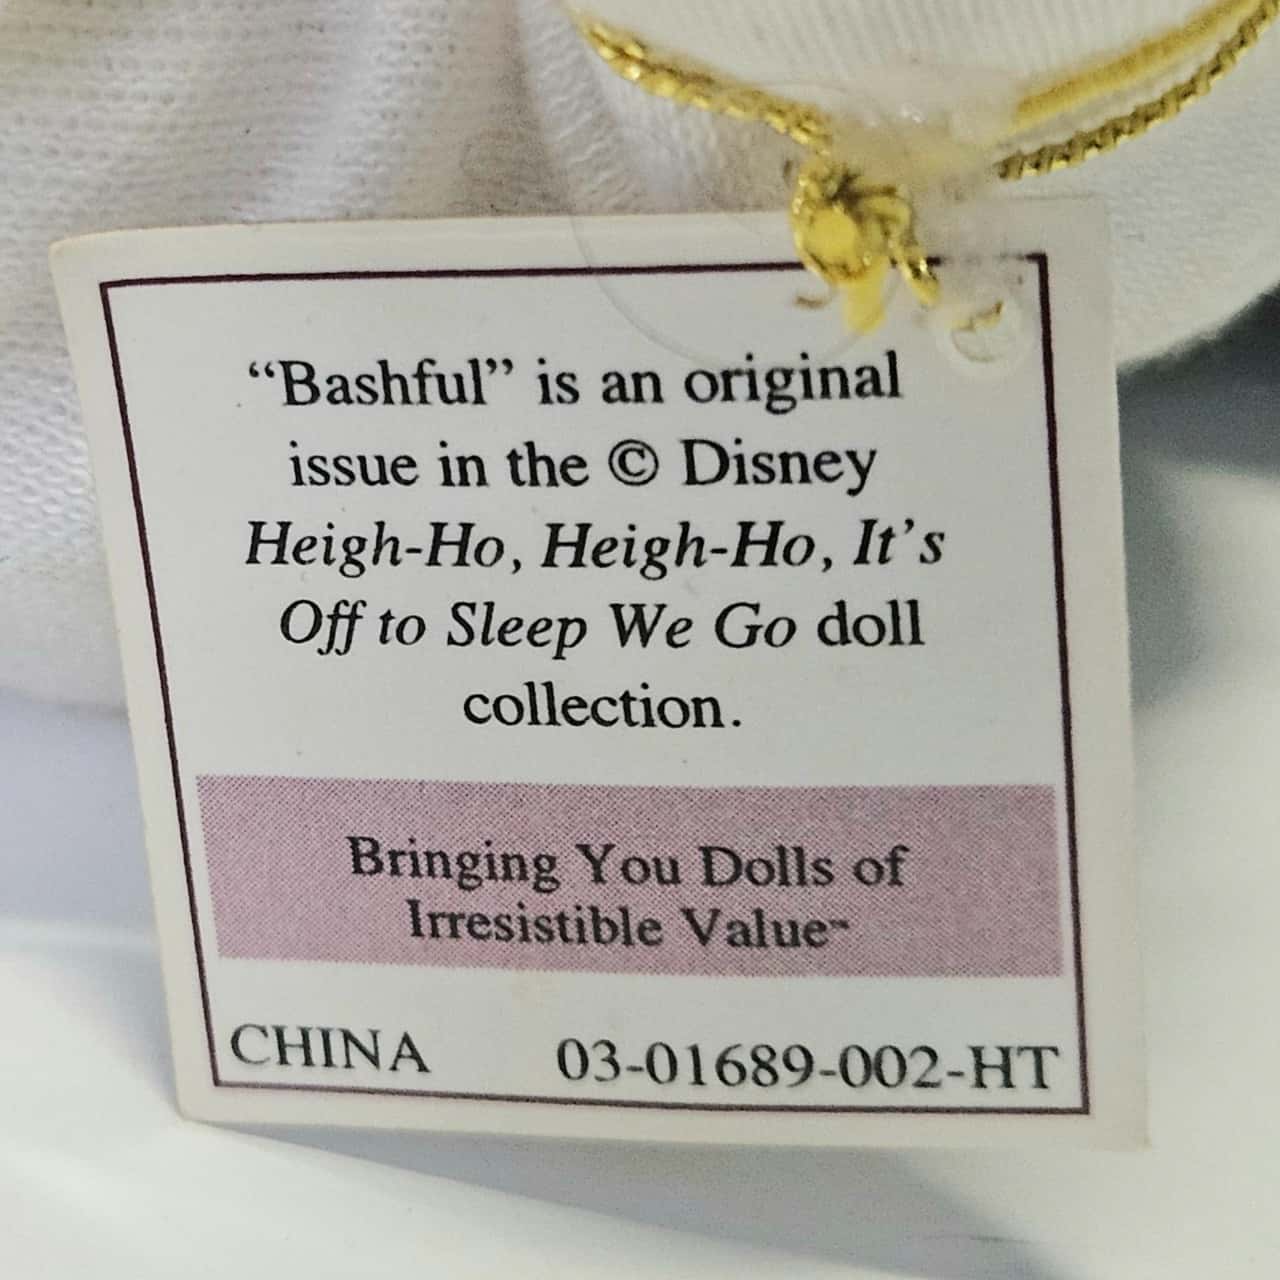 “Bashful” is an original
issue in the © Disney
Heigh-Ho, Heigh-Ho, It’s
Off to Sleep We Go doll
collection.
Bringing You Dolls of
Irresistible Value™
CHINA 03-01689-002-HT